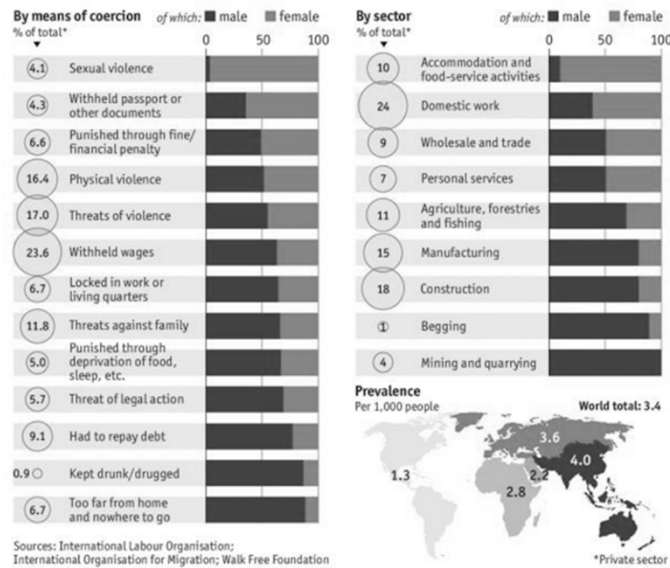 By means of coercion of which: male female
% of total*
0 50 100
4.1 Sexual violence
4.3 Withheld passport or
other documents
6.6 Punished through fine/
financial penalty
16.4 Physical violence
17.0 Threats of violence
23.6 Withheld wages
6.7 Locked in work or
living quarters
11.8 Threats against family
5.0 Punished through
deprivation of food,
sleep, etc.
5.7 Threat of legal action
9.1 Had to repay debt
0.9 Kept drunk/drugged
6.7 Too far from home
and nowhere to go
Sources: International Labour Organisation;
International Organisation for Migration; Walk Free Foundation
By sector of which: male female
% of total*
0 50 100
10 Accommodation and
food-service activities
24 Domestic work
9 Wholesale and trade
7 Personal services
11 Agriculture, forestries
and fishing
15 Manufacturing
18 Construction
1 Begging
4 Mining and quarrying
Prevalence
Per 1,000 people World total: 3.4
3.6
4.0
1.3
2.2
2.8
*Private sector